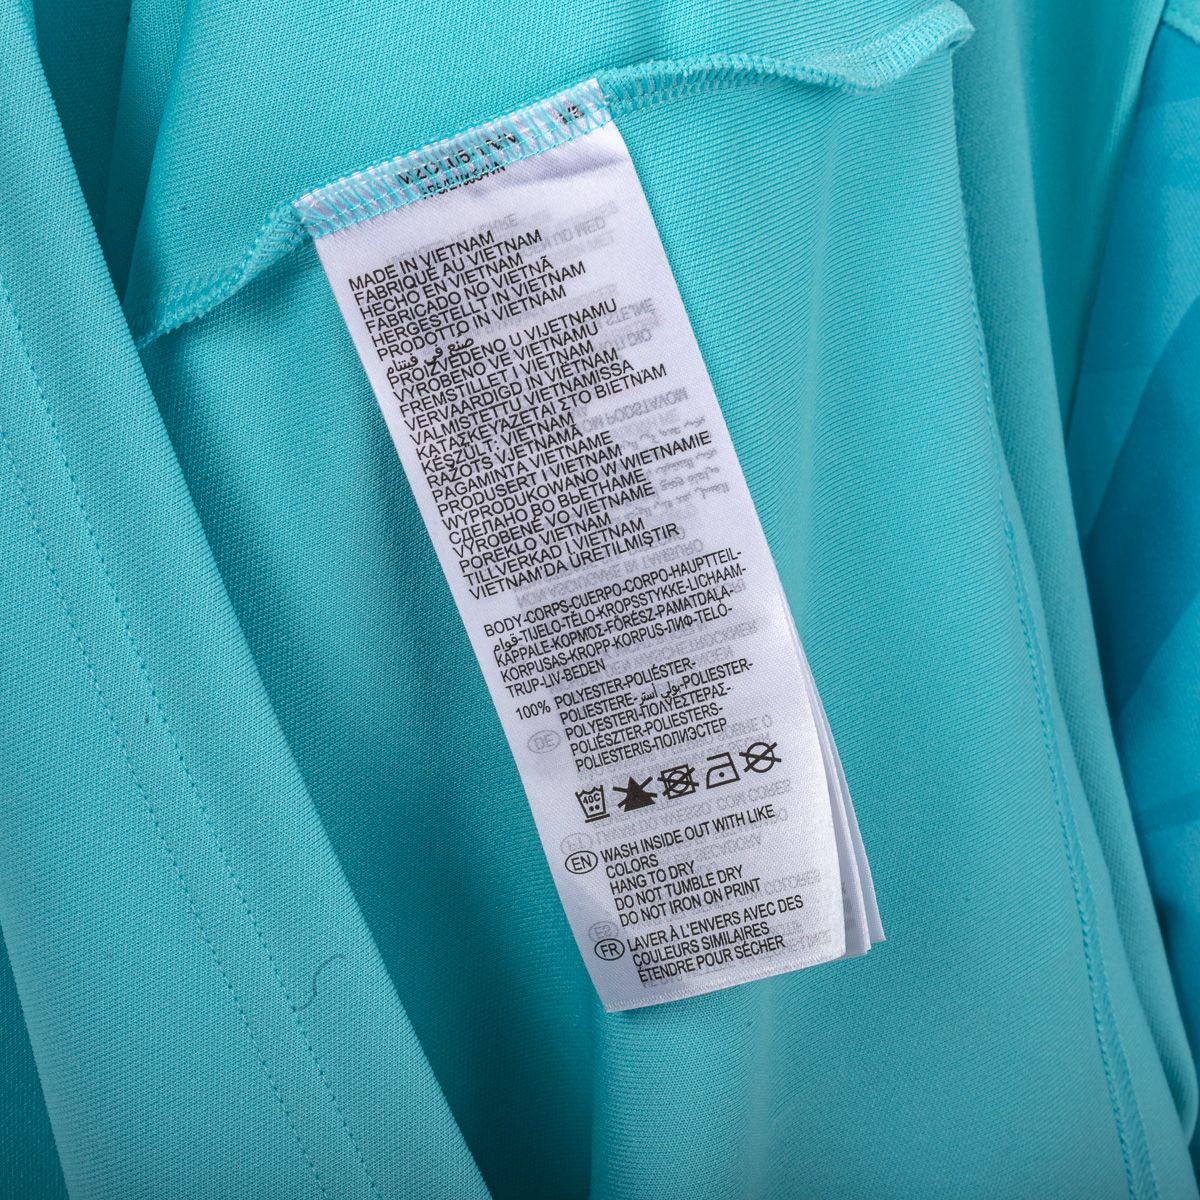 MADE IN VIETNAM
FABRIQUÉ AU VIETNAM
HECHO EN VIETNAM
FABRICADO NO VIETNÃ
HERGESTELLT IN VIETNAM
PRODOTTO IN VIETNAM
صنع في فيتنام
PROIZVEDENO U VIJETNAMU
VYROBENO VE VIETNAMU
FREMSTILLET I VIETNAM
VERVAARDIGD IN VIETNAM
VALMISTETTU VIETNAMISSA
ΚΑΤΑΣΚΕΥΑΖΕΤΑΙ ΣΤΟ ΒΙΕΤΝΑΜ
KÉSZÜLT: VIETNAM
RAŽOTS VJETNAMĀ
PAGAMINTA VIETNAME
PRODUSERT I VIETNAM
WYPRODUKOWANO W WIETNAMIE
СДЕЛАНО ВО ВЬЕТНАМЕ
VYROBENÉ VO VIETNAME
POREKLO VIETNAM
TILLVERKAD I VIETNAM
VIETNAM'DA ÜRETILMIŞTIR
BODY-CORPS-CUERPO-CORPO-HAUPTTEIL-
قوام-TIJELO-TĚLO-KROPSSTYKKE-LICHAAM-
KAPPALE-ΚΟΡΜΟΣ-FŐRÉSZ-PAMATDAĻA-
KORPUSAS-KROPP-KORPUS-ЛИФ-TELO-
TRUP-LIV-BEDEN
100% POLYESTER-POLIÉSTER-
POLIESTERE-بولي أستر-POLIESTER-
POLYESTERI-ΠΟΛΥΕΣΤΕΡΑΣ-
POLIÉSZTER-POLIESTERS-
POLIESTERIS-ПОЛИЭСТЕР
40C
EN WASH INSIDE OUT WITH LIKE
COLORS
HANG TO DRY
DO NOT TUMBLE DRY
DO NOT IRON ON PRINT
FR LAVER À L'ENVERS AVEC DES
COULEURS SIMILAIRES
ÉTENDRE POUR SÉCHER